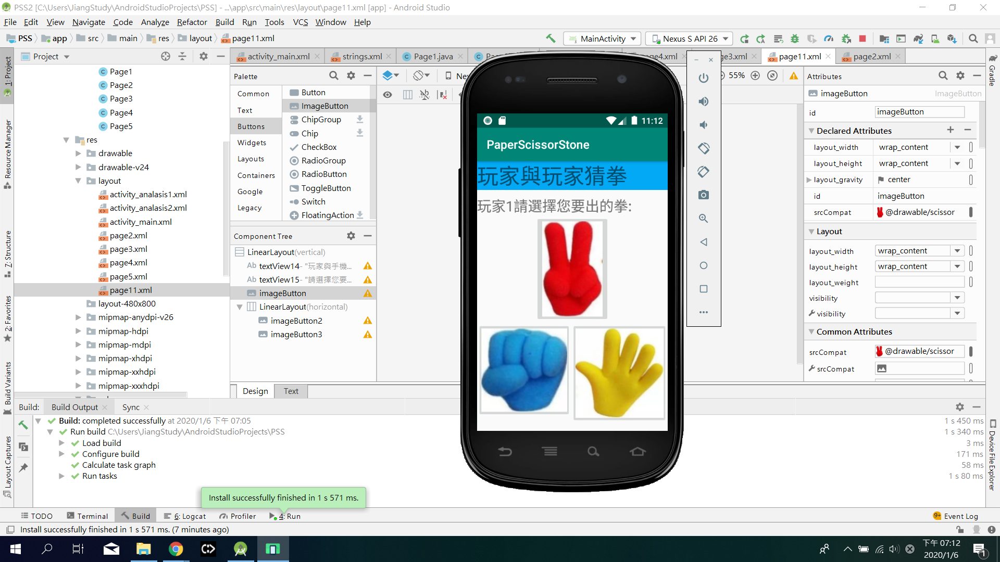 PSS2 [C:\Users\JiangStudy\AndroidStudioProjects\PSS] - ...\app\src\main\res\layout\page11.xml [app] - Android Studio
File Edit View Navigate Code Analyze Refactor Build Run Tools VCS Window Help
PSS app src main res layout page11.xml MainActivity Nexus S API 26
Project activity_main.xml strings.xml Page1.java age4.xml ge3.xml page11.xml page2.xml
1: Project
Resource Manager
7: Structure
2: Favorites
Build Variants
Layout Captures
Page1
Page2
Page3
Page4
Page5
res
drawable
drawable-v24
layout
activity_analasis1.xml
activity_analasis2.xml
activity_main.xml
page2.xml
page3.xml
page4.xml
page5.xml
page11.xml
layout-480x800
mipmap-anydpi-v26
mipmap-hdpi
mipmap-mdpi
mipmap-xhdpi
mipmap-xxhdpi
mipmap-xxxhdpi
Palette
Common
Text
Buttons
Widgets
Layouts
Containers
Google
Legacy
Button
ImageButton
ChipGroup
Chip
CheckBox
RadioGroup
RadioButton
ToggleButton
Switch
FloatingAction
Component Tree
LinearLayout(vertical)
Ab textView14- "玩家與手機...
Ab textView15- "請選擇您要...
imageButton
LinearLayout(horizontal)
imageButton2
imageButton3
Design Text
55%
11:12
PaperScissorStone
玩家與玩家猜拳
玩家1請選擇您要出的拳:
Attributes
imageButton ImageButton
id imageButton
Declared Attributes
layout_width wrap_content
layout_height wrap_content
layout_gravity center
id imageButton
srcCompat @drawable/scissor
Layout
layout_width wrap_content
layout_height wrap_content
layout_weight
visibility
visibility
Common Attributes
srcCompat @drawable/scissor
srcCompat
Gradle
Device File Explorer
Build: Build Output Sync
Build: completed successfully at 2020/1/6 下午 07:05 1 s 450 ms
Run build C:\Users\JiangStudy\AndroidStudioProjects\PSS 1 s 340 ms
Load build 3 ms
Configure build 171 ms
Calculate task graph 58 ms
Run tasks 1 s 80 ms
Install successfully finished in 1 s 571 ms.
TODO Terminal Build 6: Logcat Profiler 4: Run 9+ Event Log
Install successfully finished in 1 s 571 ms. (7 minutes ago)
下午 07:12
2020/1/6
1